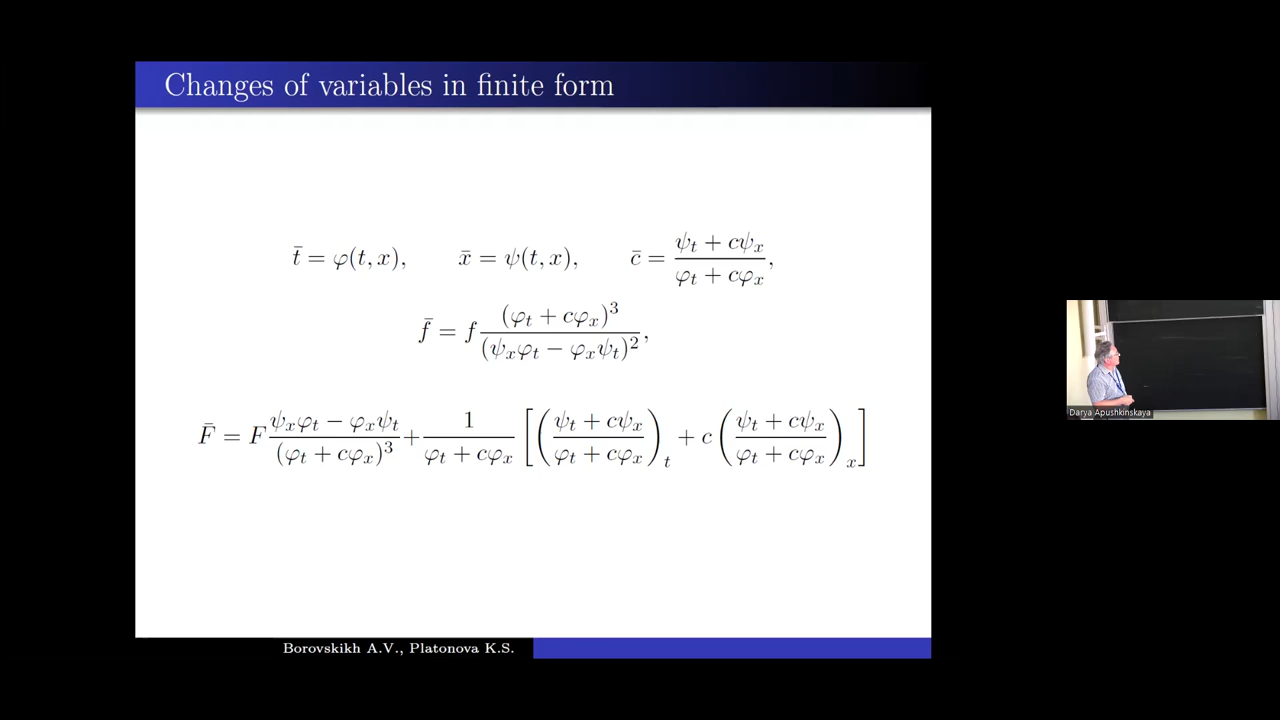 Changes of variables in finite form
t̄ = φ(t, x), x̄ = ψ(t, x), c̄ = (ψ_t + cψ_x)/(φ_t + cφ_x),
f̄ = f (φ_t + cφ_x)^3/(ψ_xφ_t − φ_xψ_t)^2,
F̄ = F (ψ_xφ_t − φ_xψ_t)/(φ_t + cφ_x)^3 + 1/(φ_t + cφ_x) [((ψ_t + cψ_x)/(φ_t + cφ_x))_t + c ((ψ_t + cψ_x)/(φ_t + cφ_x))_x]
Darya Apushkinskaya
Borovskikh A.V., Platonova K.S.